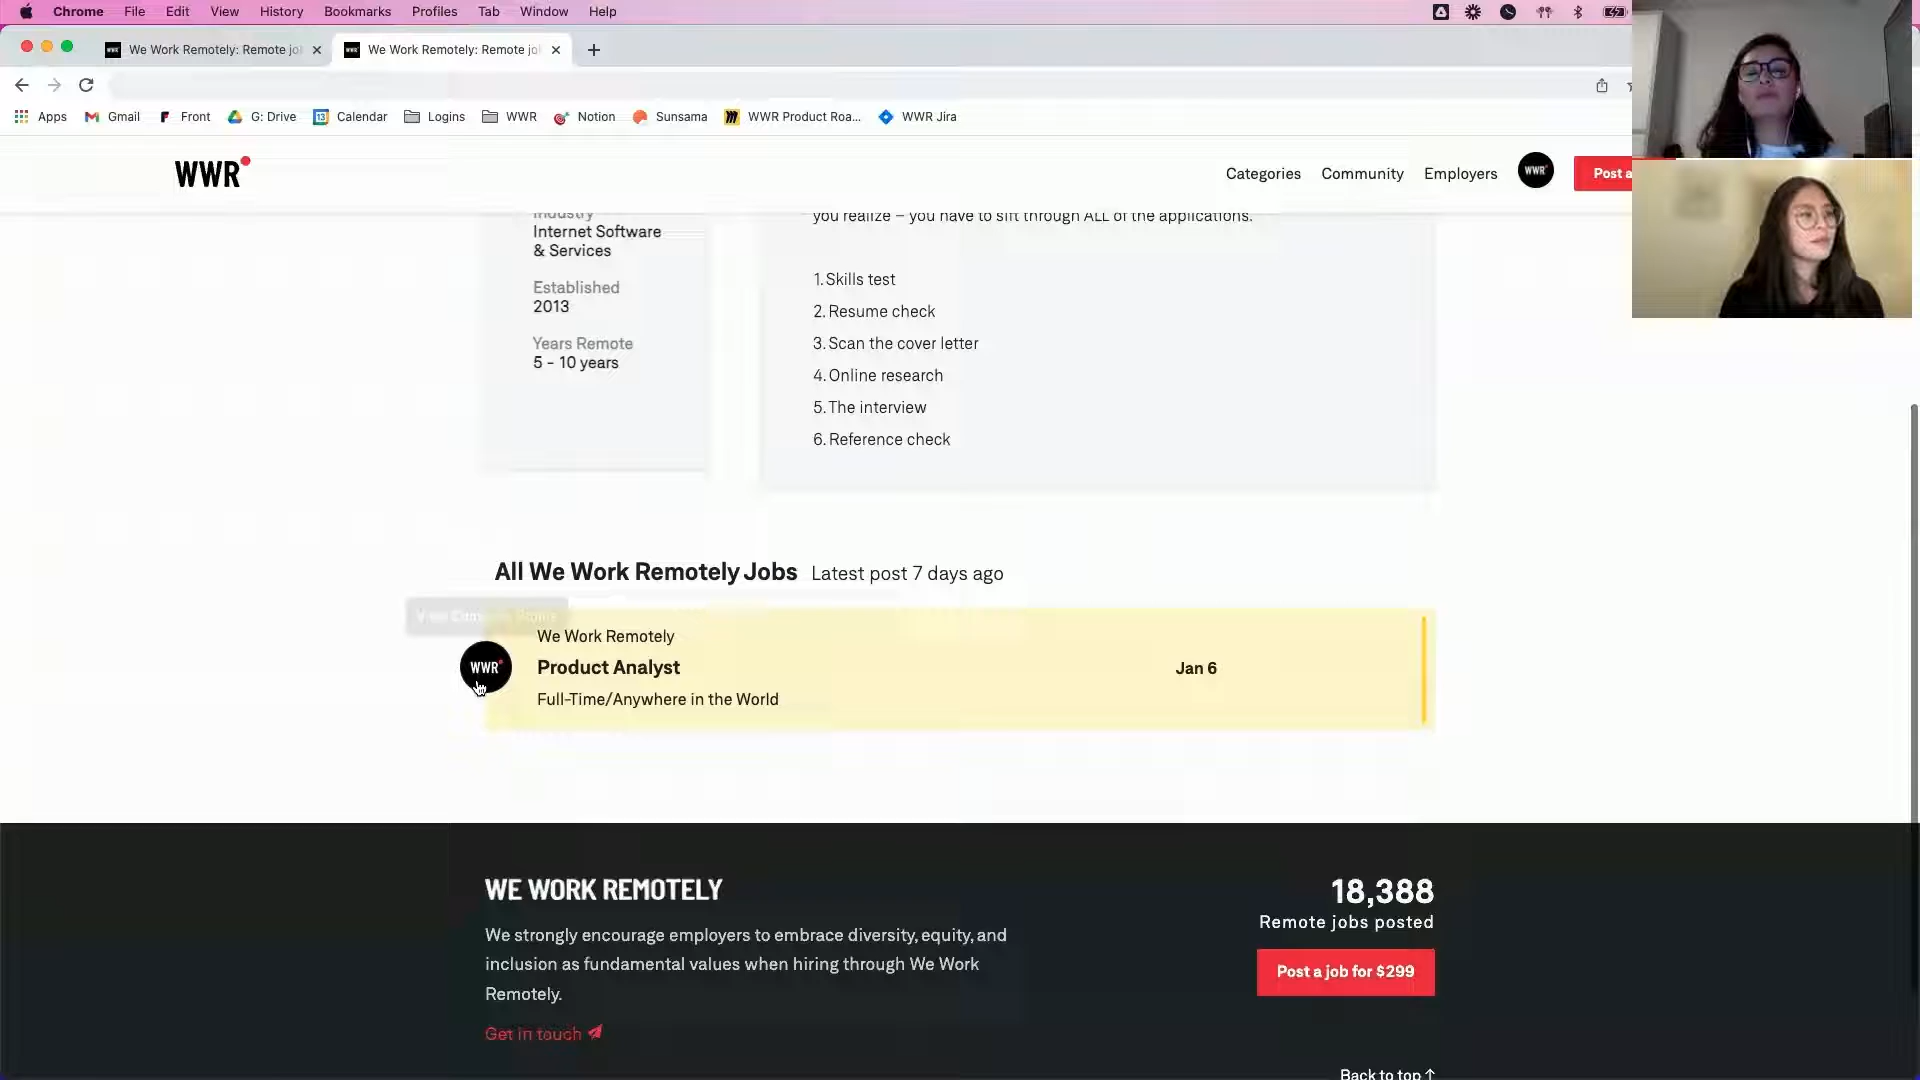 Chrome File Edit View History Bookmarks Profiles Tab Window Help
We Work Remotely: Remote jo
We Work Remotely: Remote jo
Apps Gmail Front G: Drive Calendar Logins WWR Notion Sunsama WWR Product Roa... WWR Jira
WWR
Categories Community Employers WWR Post a
Industry
Internet Software
& Services
Established
2013
Years Remote
5 - 10 years
you realize – you have to sift through ALL of the applications.
1. Skills test
2. Resume check
3. Scan the cover letter
4. Online research
5. The interview
6. Reference check
All We Work Remotely Jobs Latest post 7 days ago
View Company Profile
We Work Remotely
WWR
Product Analyst
Jan 6
Full-Time/Anywhere in the World
WE WORK REMOTELY
We strongly encourage employers to embrace diversity, equity, and
inclusion as fundamental values when hiring through We Work
Remotely.
Get in touch
18,388
Remote jobs posted
Post a job for $299
Back to top ↑